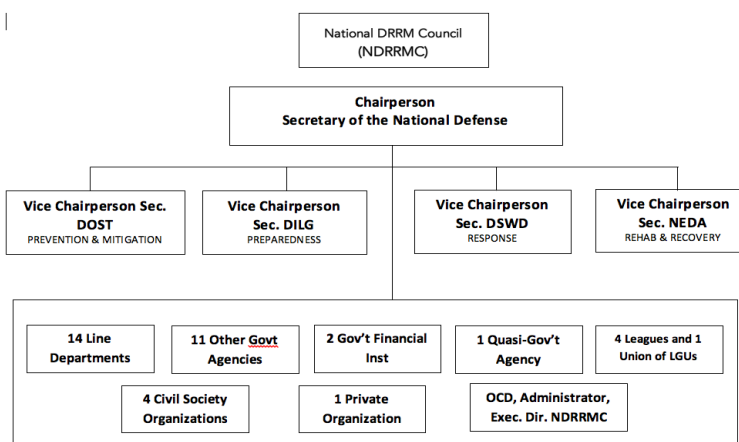 National DRRM Council
(NDRRMC)
Chairperson
Secretary of the National Defense
Vice Chairperson Sec.
DOST
PREVENTION & MITIGATION
Vice Chairperson
Sec. DILG
PREPAREDNESS
Vice Chairperson
Sec. DSWD
RESPONSE
Vice Chairperson
Sec. NEDA
REHAB & RECOVERY
14 Line
Departments
11 Other Govt
Agencies
2 Gov't Financial
Inst
1 Quasi-Gov't
Agency
4 Leagues and 1
Union of LGUs
4 Civil Society
Organizations
1 Private
Organization
OCD, Administrator,
Exec. Dir. NDRRMC